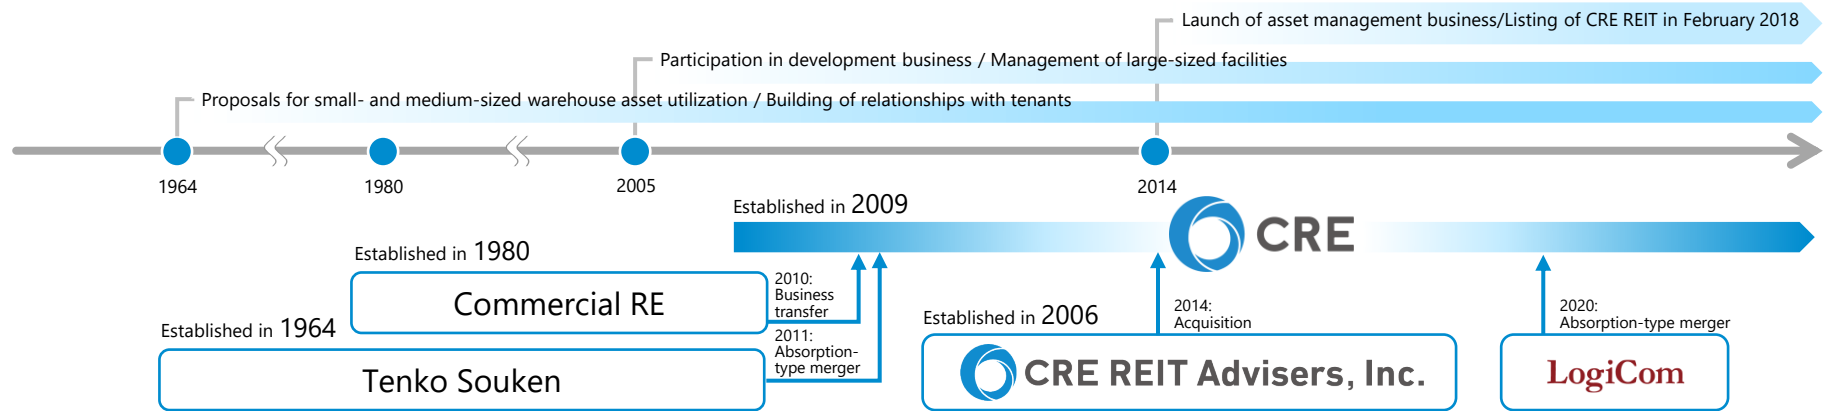 Launch of asset management business/Listing of CRE REIT in February 2018
Participation in development business / Management of large-sized facilities
Proposals for small- and medium-sized warehouse asset utilization / Building of relationships with tenants
1964
1980
2005
2014
Established in 2009
CRE
Established in 1980
Commercial RE
2010:
Business
transfer
Established in 1964
Tenko Souken
2011:
Absorption-
type merger
Established in 2006
CRE REIT Advisers, Inc.
2014:
Acquisition
2020:
Absorption-type merger
LogiCom